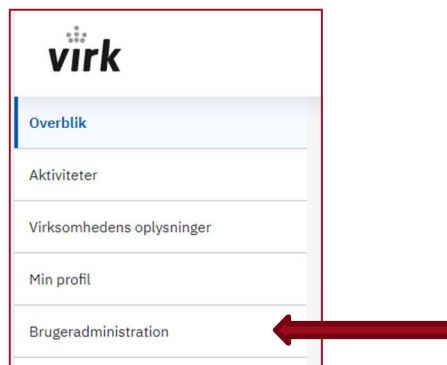 virk
Overblik
Aktiviteter
Virksomhedens oplysninger
Min profil
Brugeradministration